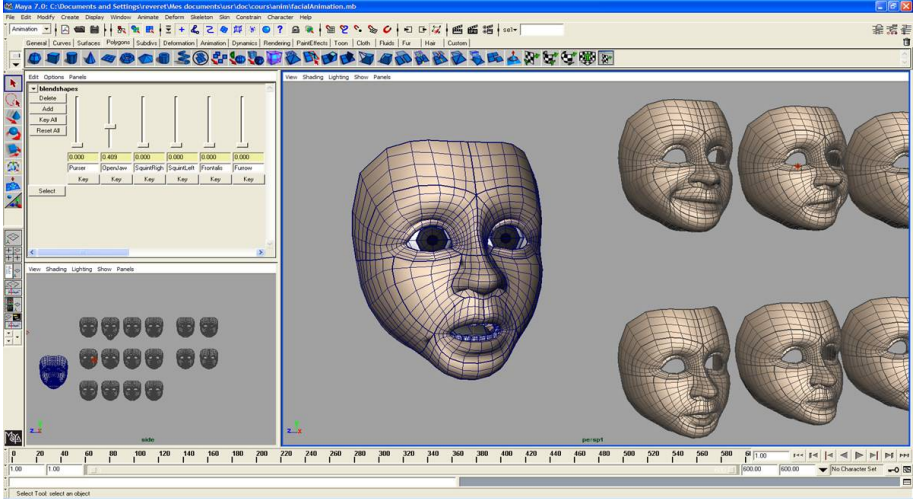 Maya 7.0: C:\Documents and Settings\reveret\Mes documents\usr\doc\cours\anim\facialAnimation.mb
File Edit Modify Create Display Window Animate Deform Skeleton Skin Constrain Character Help
Animation sel=
General Curves Surfaces Polygons Subdivs Deformation Animation Dynamics Rendering PaintEffects Toon Cloth Fluids Fur Hair Custom
Edit Options Panels
blendshapes
Delete
Add
Key All
Reset All
0.000 0.409 0.000 0.000 0.000 0.000
Purser OpenJaw SquintRigh SquintLeft Frontalis Furrow
Key Key Key Key Key Key
Select
View Shading Lighting Show Panels
side
View Shading Lighting Show Panels
persp1
0 20 40 60 80 100 120 140 160 180 200 220 240 260 280 300 320 340 360 380 400 420 440 460 480 500 520 540 560 580 6 1.00
1.00 1.00 600.00 600.00 No Character Set
Select Tool: select an object